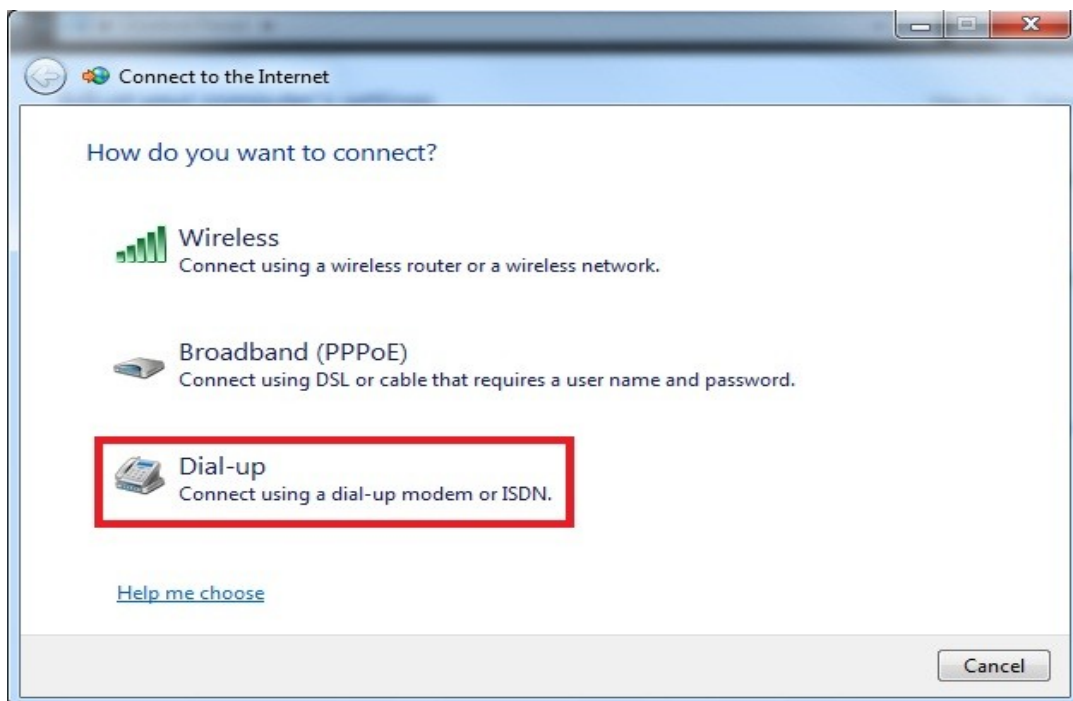 Connect to the Internet
How do you want to connect?
Wireless
Connect using a wireless router or a wireless network.
Broadband (PPPoE)
Connect using DSL or cable that requires a user name and password.
Dial-up
Connect using a dial-up modem or ISDN.
Help me choose
Cancel